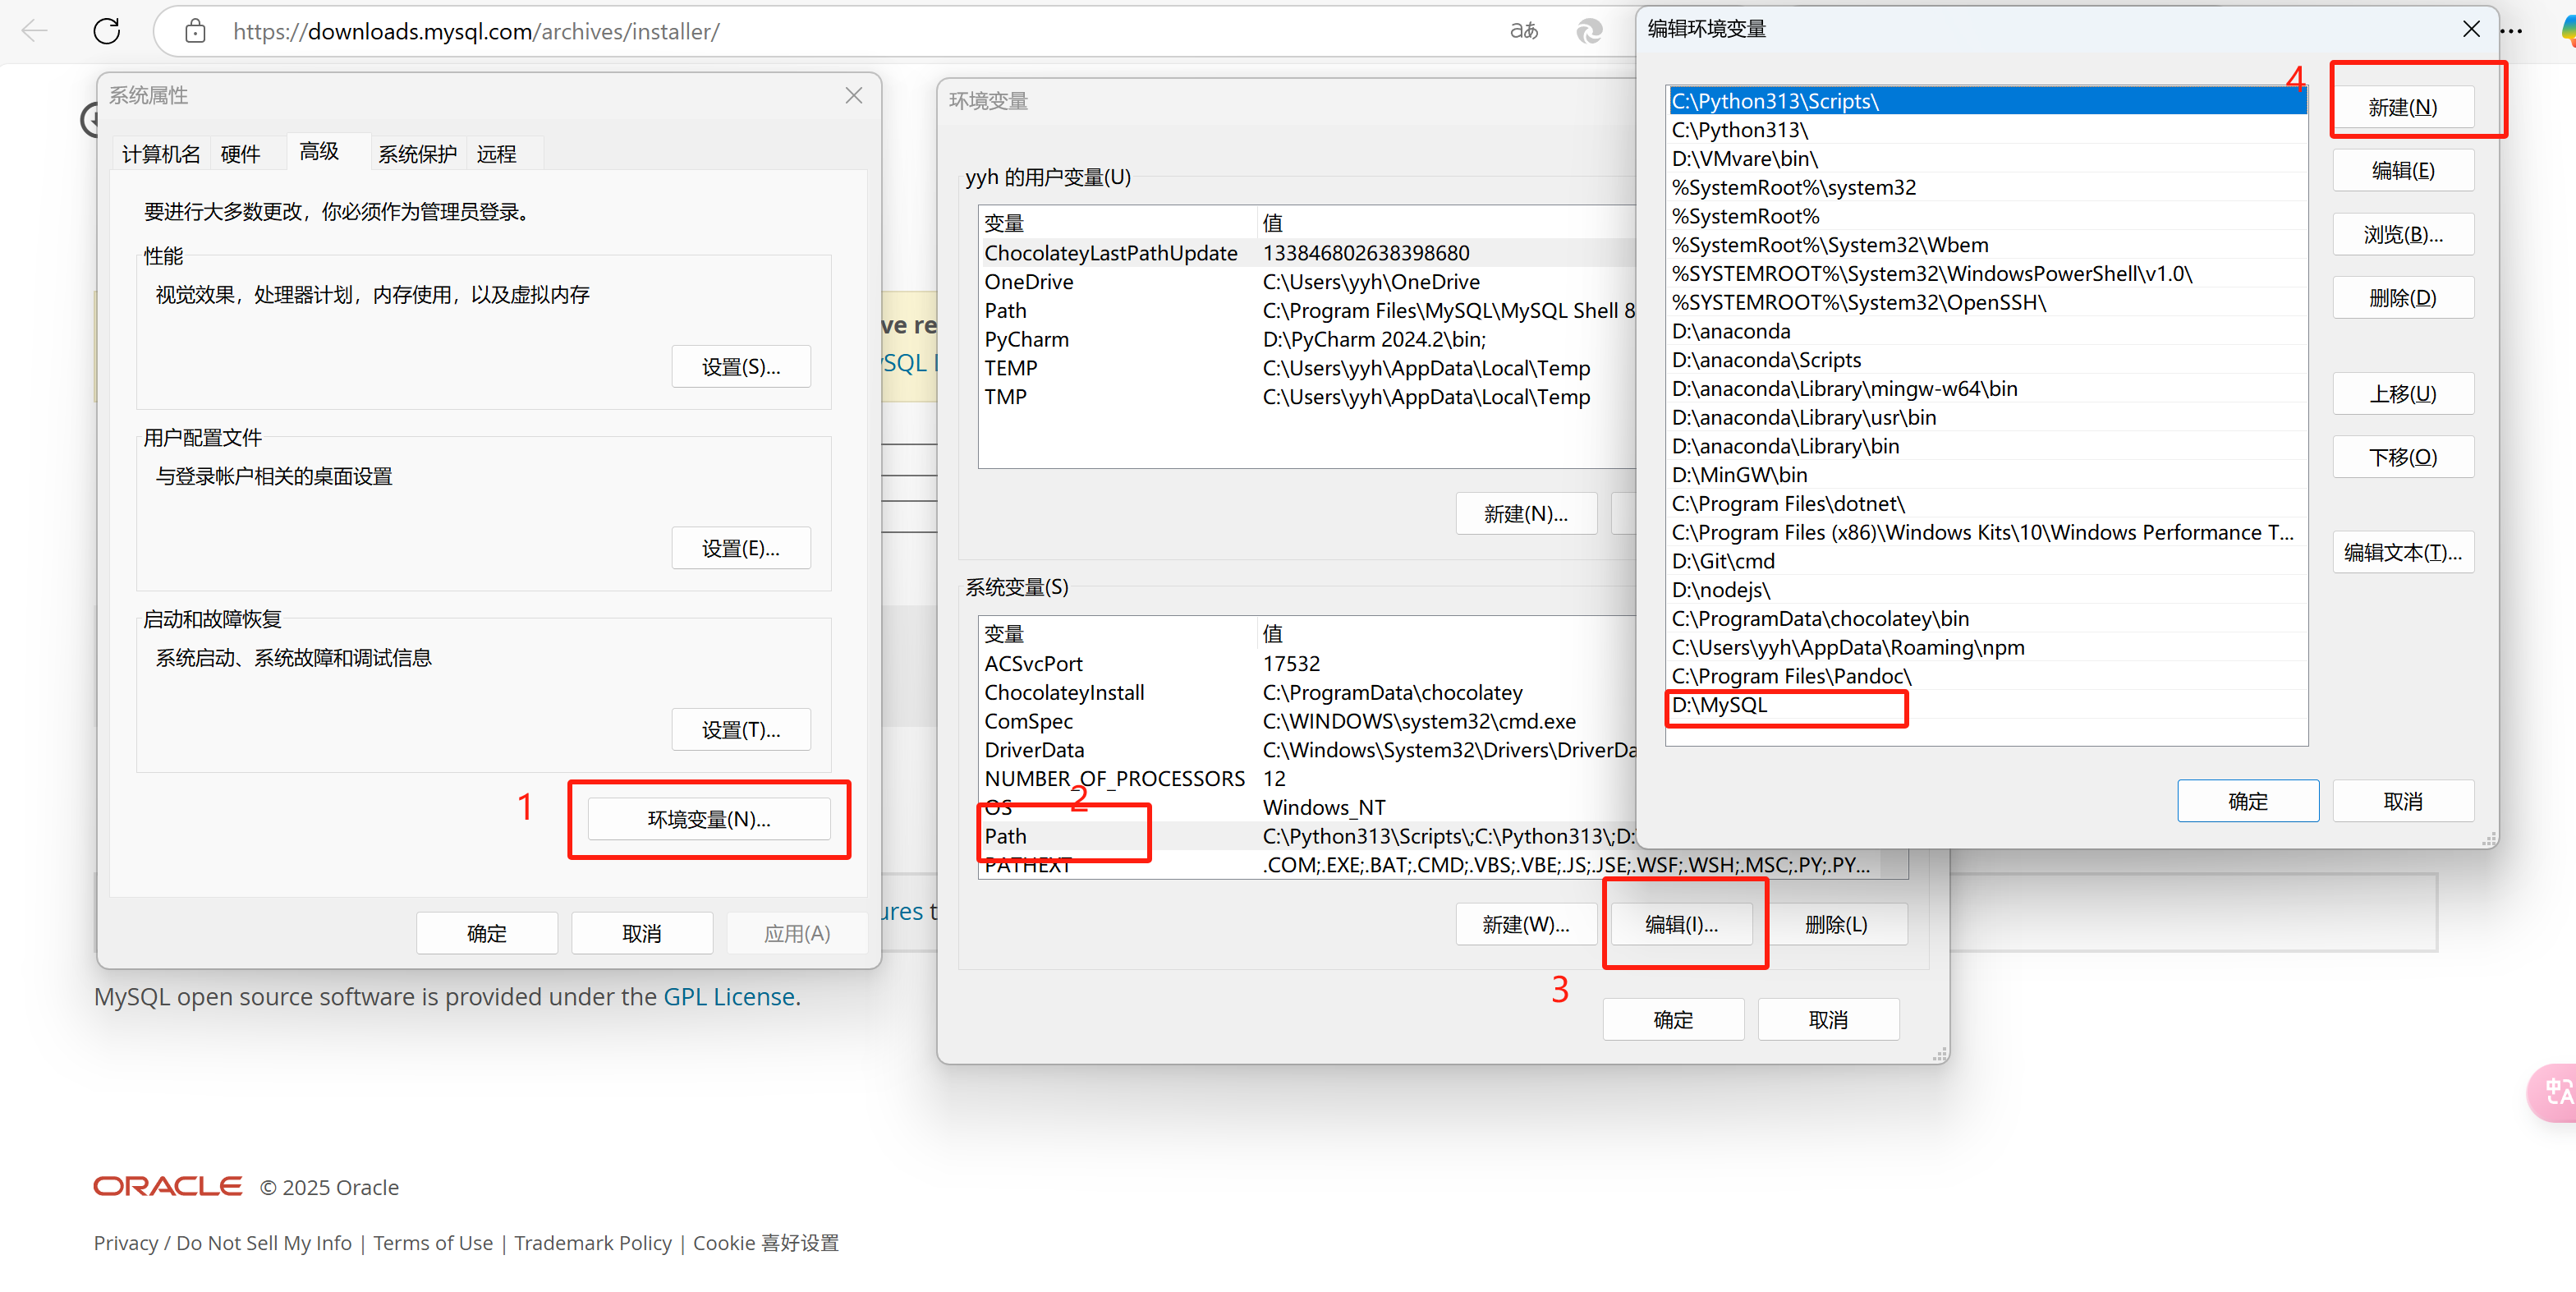 https://downloads.mysql.com/archives/installer/
aあ
系统属性
计算机名
硬件
高级
系统保护
远程
要进行大多数更改，你必须作为管理员登录。
性能
视觉效果，处理器计划，内存使用，以及虚拟内存
设置(S)...
用户配置文件
与登录帐户相关的桌面设置
设置(E)...
启动和故障恢复
系统启动、系统故障和调试信息
设置(T)...
1
环境变量(N)...
确定
取消
应用(A)
ve re
ySQL I
ures t
环境变量
yyh 的用户变量(U)
变量 值
ChocolateyLastPathUpdate 133846802638398680
OneDrive C:\Users\yyh\OneDrive
Path C:\Program Files\MySQL\MySQL Shell 8
PyCharm D:\PyCharm 2024.2\bin;
TEMP C:\Users\yyh\AppData\Local\Temp
TMP C:\Users\yyh\AppData\Local\Temp
新建(N)...
系统变量(S)
变量 值
ACSvcPort 17532
ChocolateyInstall C:\ProgramData\chocolatey
ComSpec C:\WINDOWS\system32\cmd.exe
DriverData C:\Windows\System32\Drivers\DriverDa
NUMBER_OF_PROCESSORS 12
2
OS Windows_NT
Path C:\Python313\Scripts\;C:\Python313\;D:
PATHEXT .COM;.EXE;.BAT;.CMD;.VBS;.VBE;.JS;.JSE;.WSF;.WSH;.MSC;.PY;.PY...
新建(W)...
编辑(I)...
删除(L)
3
确定
取消
编辑环境变量
4
C:\Python313\Scripts\
C:\Python313\
D:\VMvare\bin\
%SystemRoot%\system32
%SystemRoot%
%SystemRoot%\System32\Wbem
%SYSTEMROOT%\System32\WindowsPowerShell\v1.0\
%SYSTEMROOT%\System32\OpenSSH\
D:\anaconda
D:\anaconda\Scripts
D:\anaconda\Library\mingw-w64\bin
D:\anaconda\Library\usr\bin
D:\anaconda\Library\bin
D:\MinGW\bin
C:\Program Files\dotnet\
C:\Program Files (x86)\Windows Kits\10\Windows Performance T...
D:\Git\cmd
D:\nodejs\
C:\ProgramData\chocolatey\bin
C:\Users\yyh\AppData\Roaming\npm
C:\Program Files\Pandoc\
D:\MySQL
新建(N)
编辑(E)
浏览(B)...
删除(D)
上移(U)
下移(O)
编辑文本(T)...
确定
取消
MySQL open source software is provided under the GPL License.
中A
ORACLE © 2025 Oracle
Privacy / Do Not Sell My Info | Terms of Use | Trademark Policy | Cookie 喜好设置